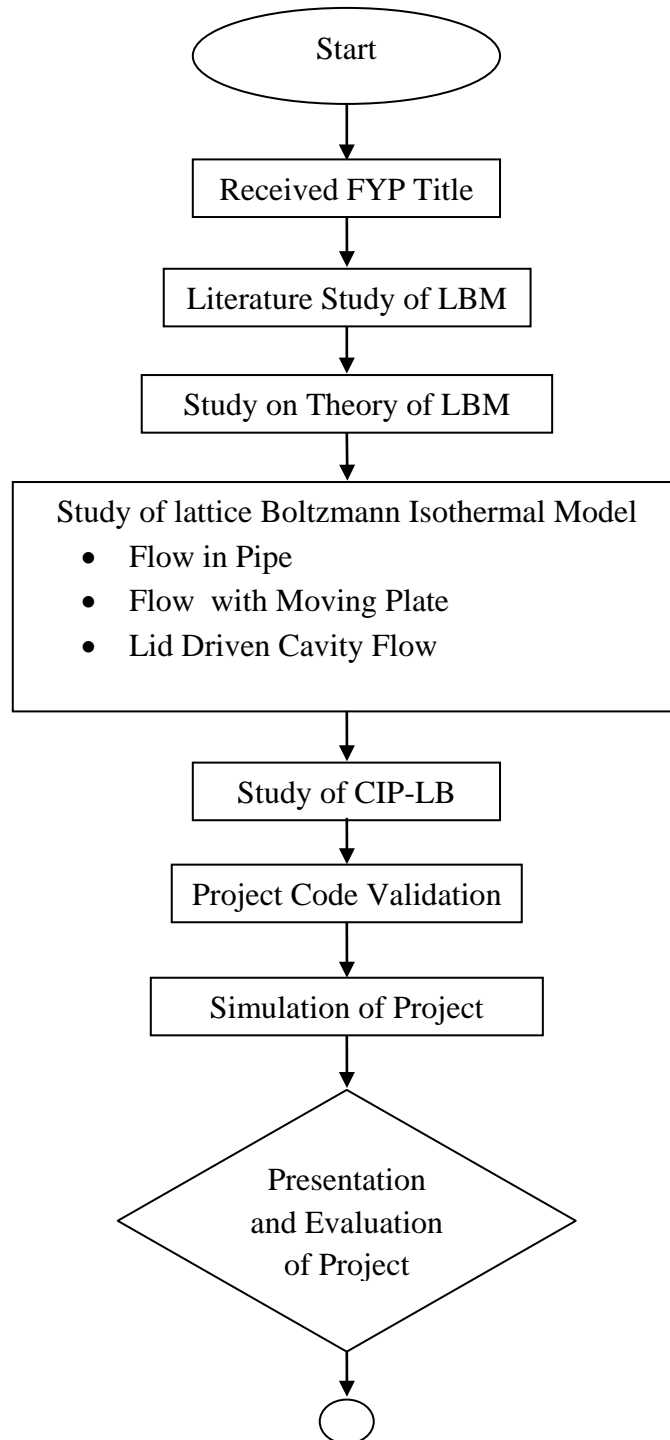 Start
Received FYP Title
Literature Study of LBM
Study on Theory of LBM
Study of lattice Boltzmann Isothermal Model
• Flow in Pipe
• Flow with Moving Plate
• Lid Driven Cavity Flow
Study of CIP-LB
Project Code Validation
Simulation of Project
Presentation
and Evaluation
of Project